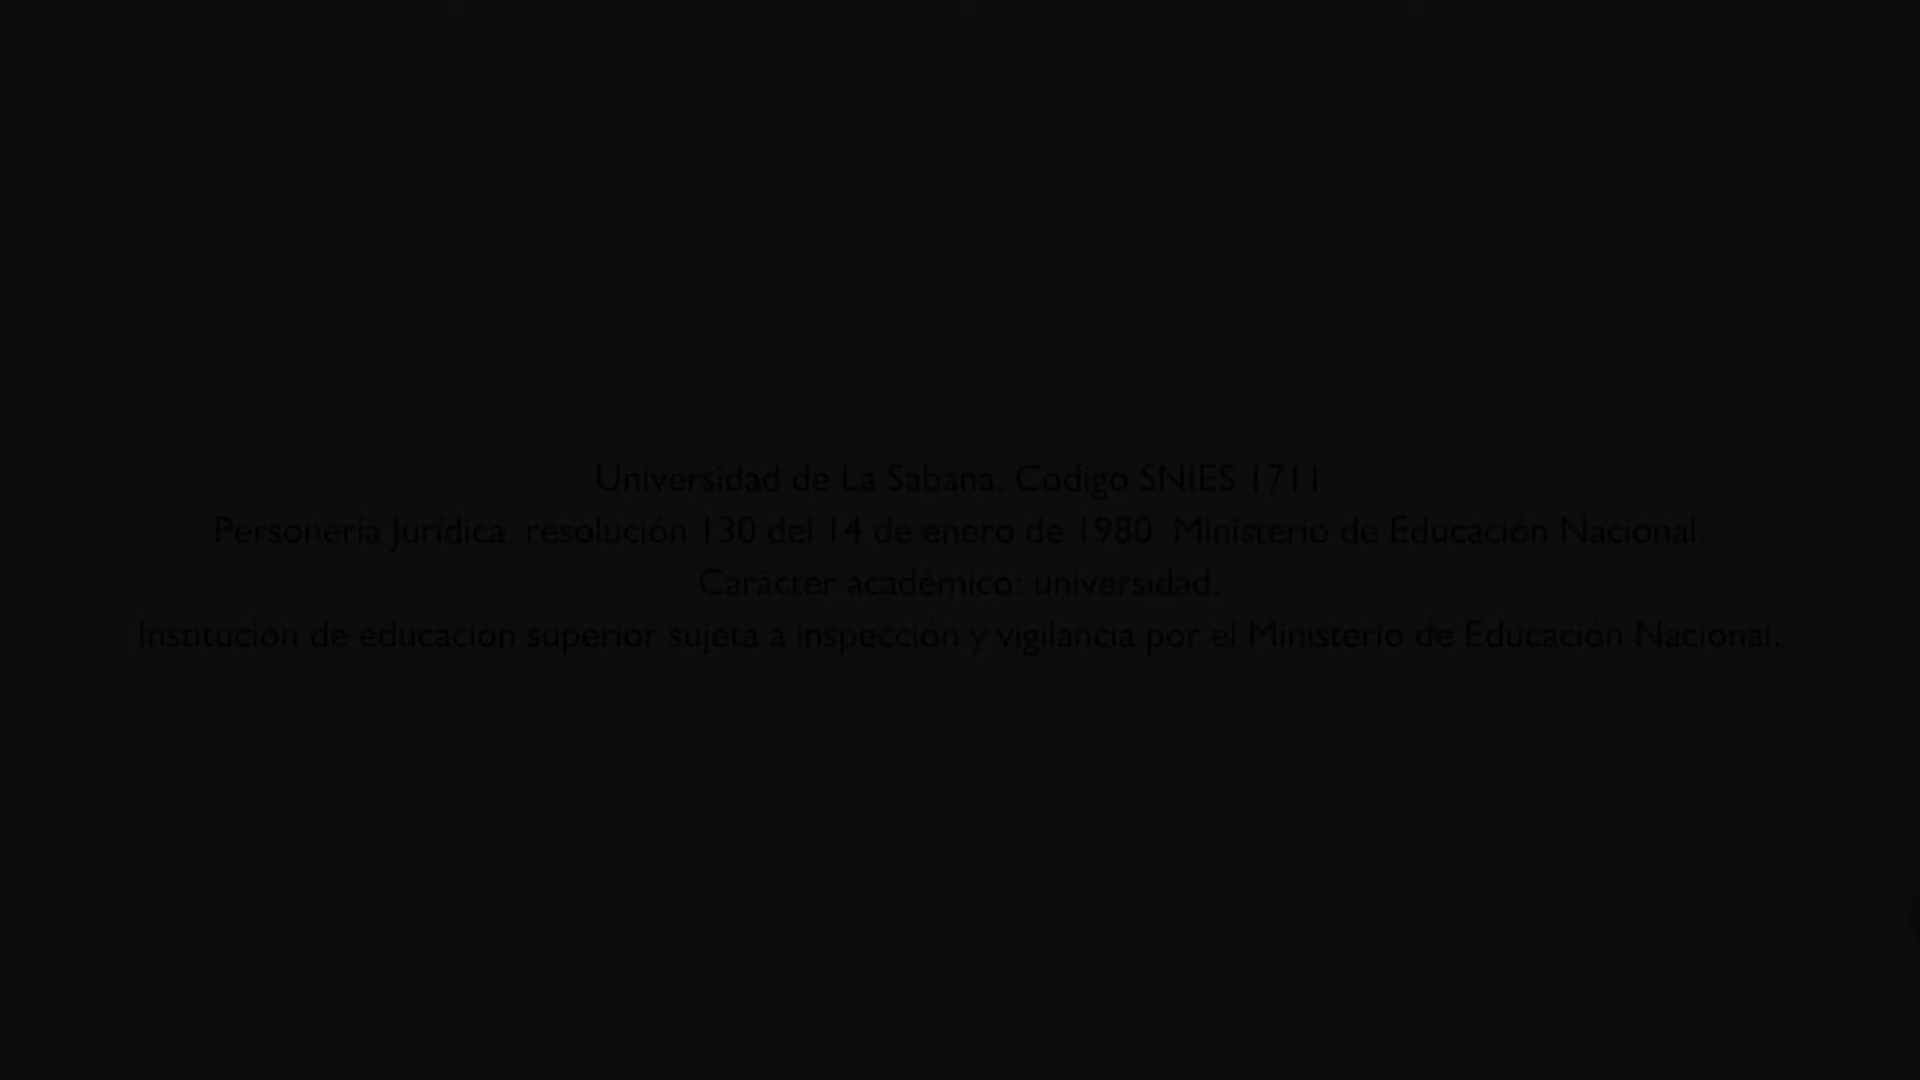 Universidad de La Sabana. Código SNIES 1711
Personería Jurídica: resolución 130 del 14 de enero de 1980. Ministerio de Educación Nacional.
Carácter académico: universidad.
Institución de educación superior sujeta a inspección y vigilancia por el Ministerio de Educación Nacional.